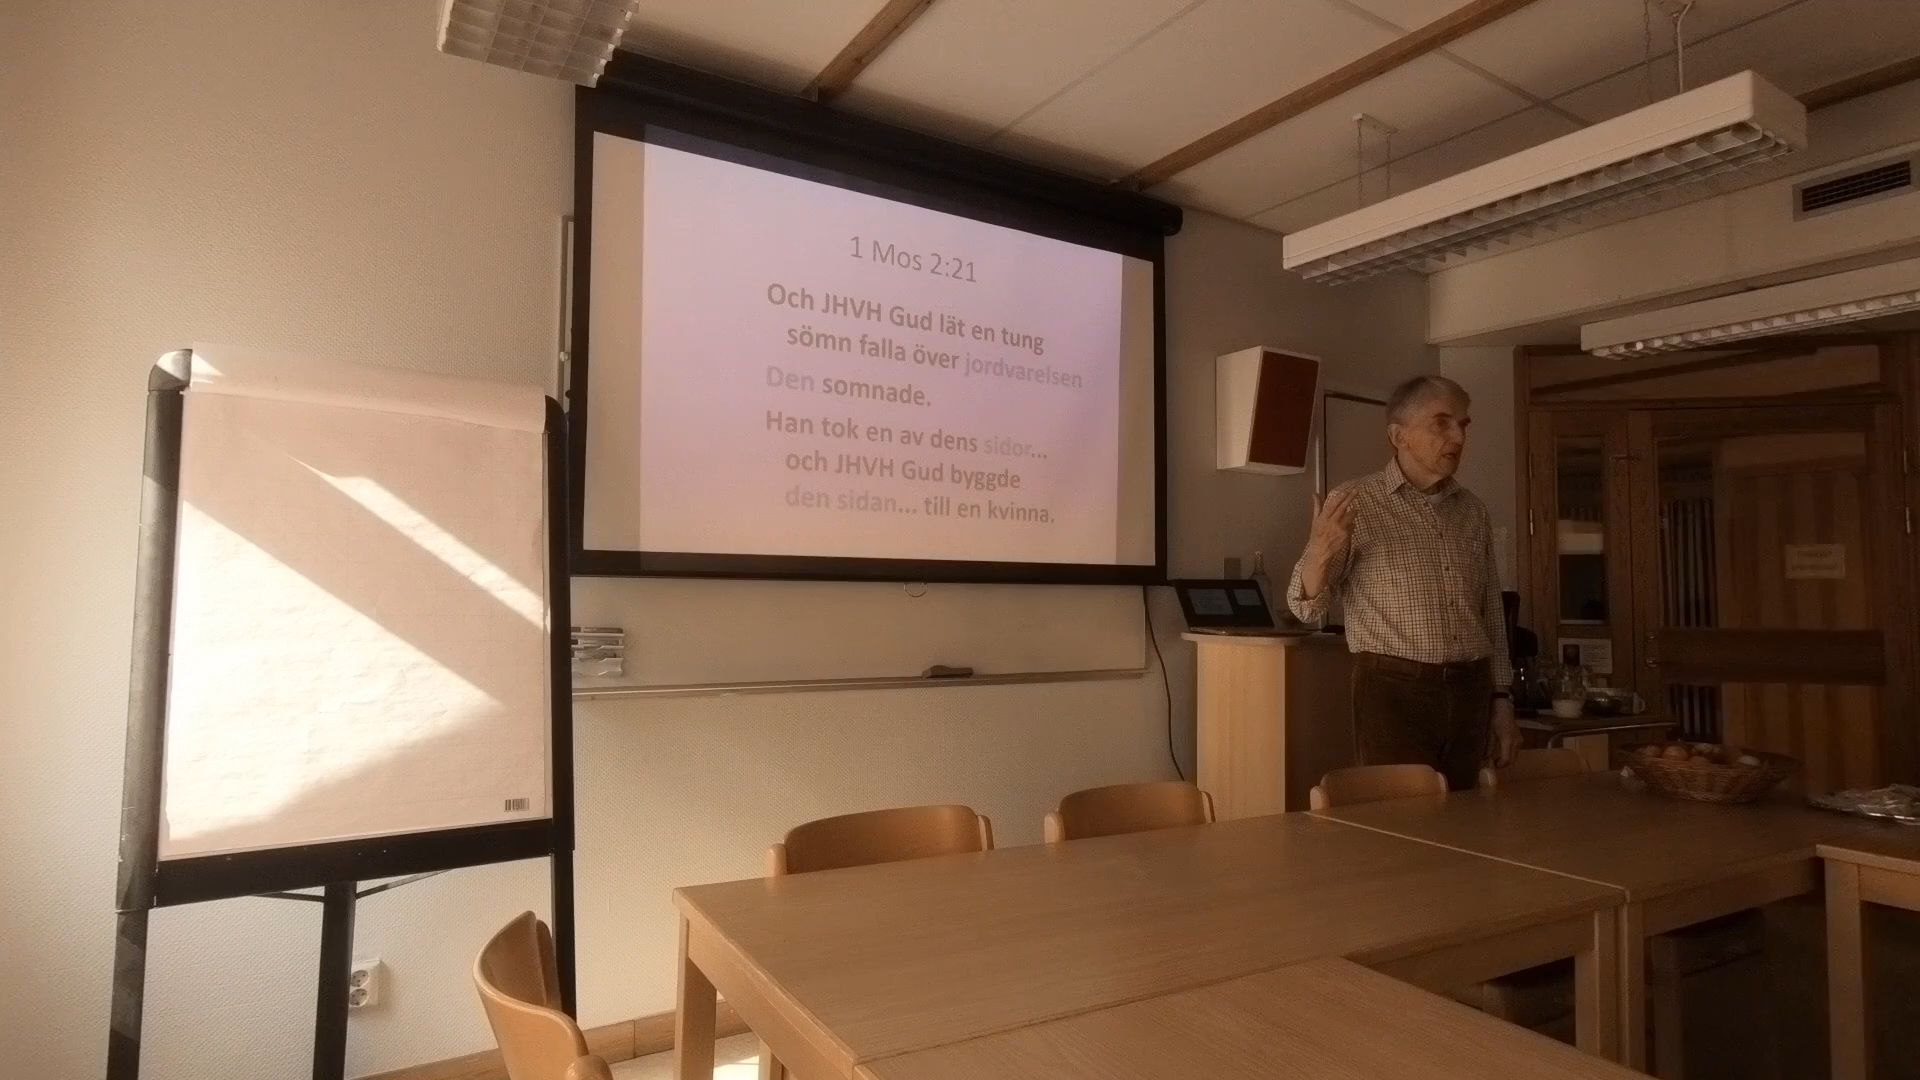 1 Mos 2:21
Och JHVH Gud lät en tung
sömn falla över jordvarelsen
Den somnade.
Han tok en av dens sidor...
och JHVH Gud byggde
den sidan... till en kvinna.